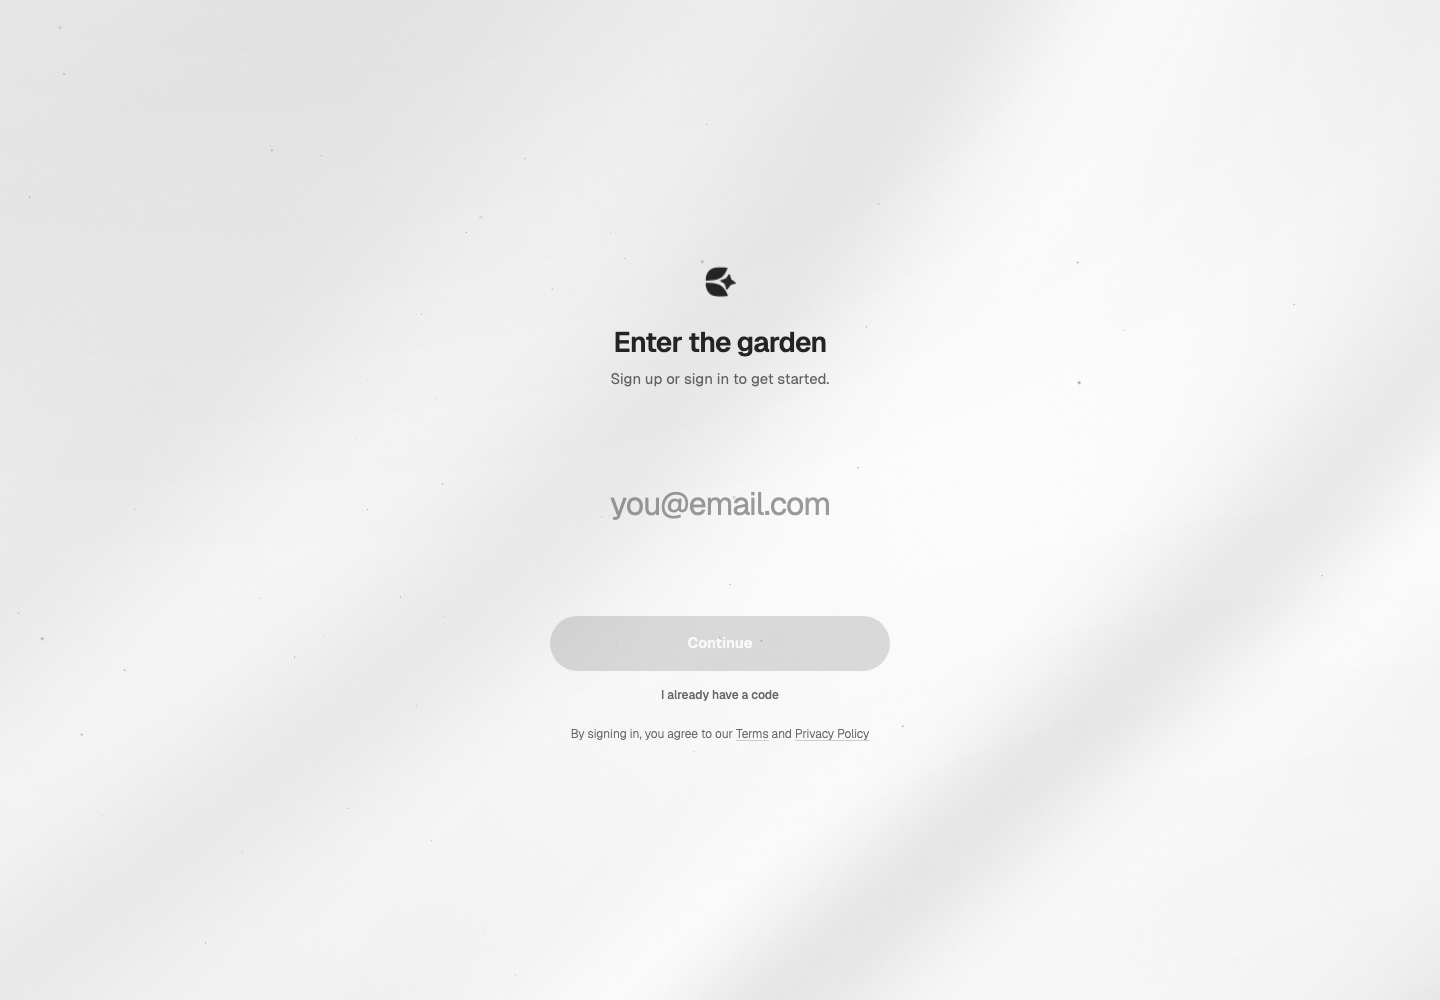 Enter the garden
Sign up or sign in to get started.
you@email.com
Continue
I already have a code
By signing in, you agree to our Terms and Privacy Policy